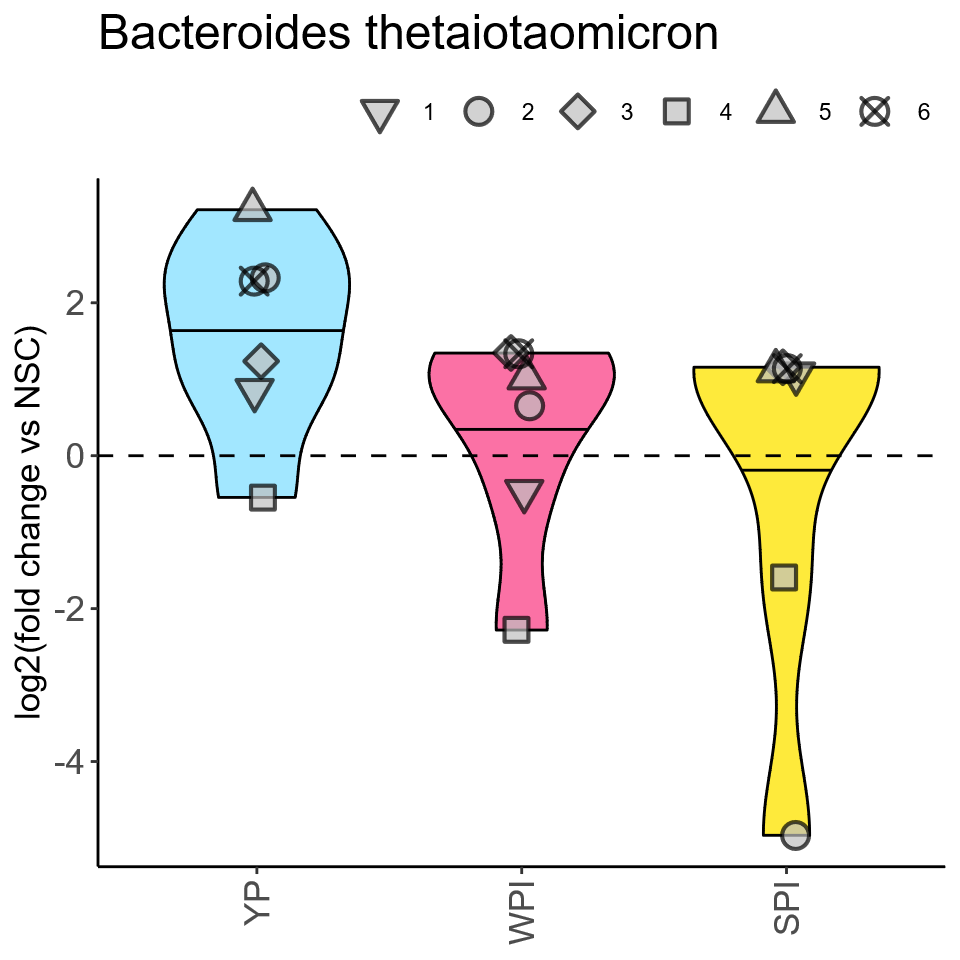 Bacteroides thetaiotaomicron
1 2 3 4 5 6
log2(fold change vs NSC)
2
0
-2
-4
YP
WPI
SPI